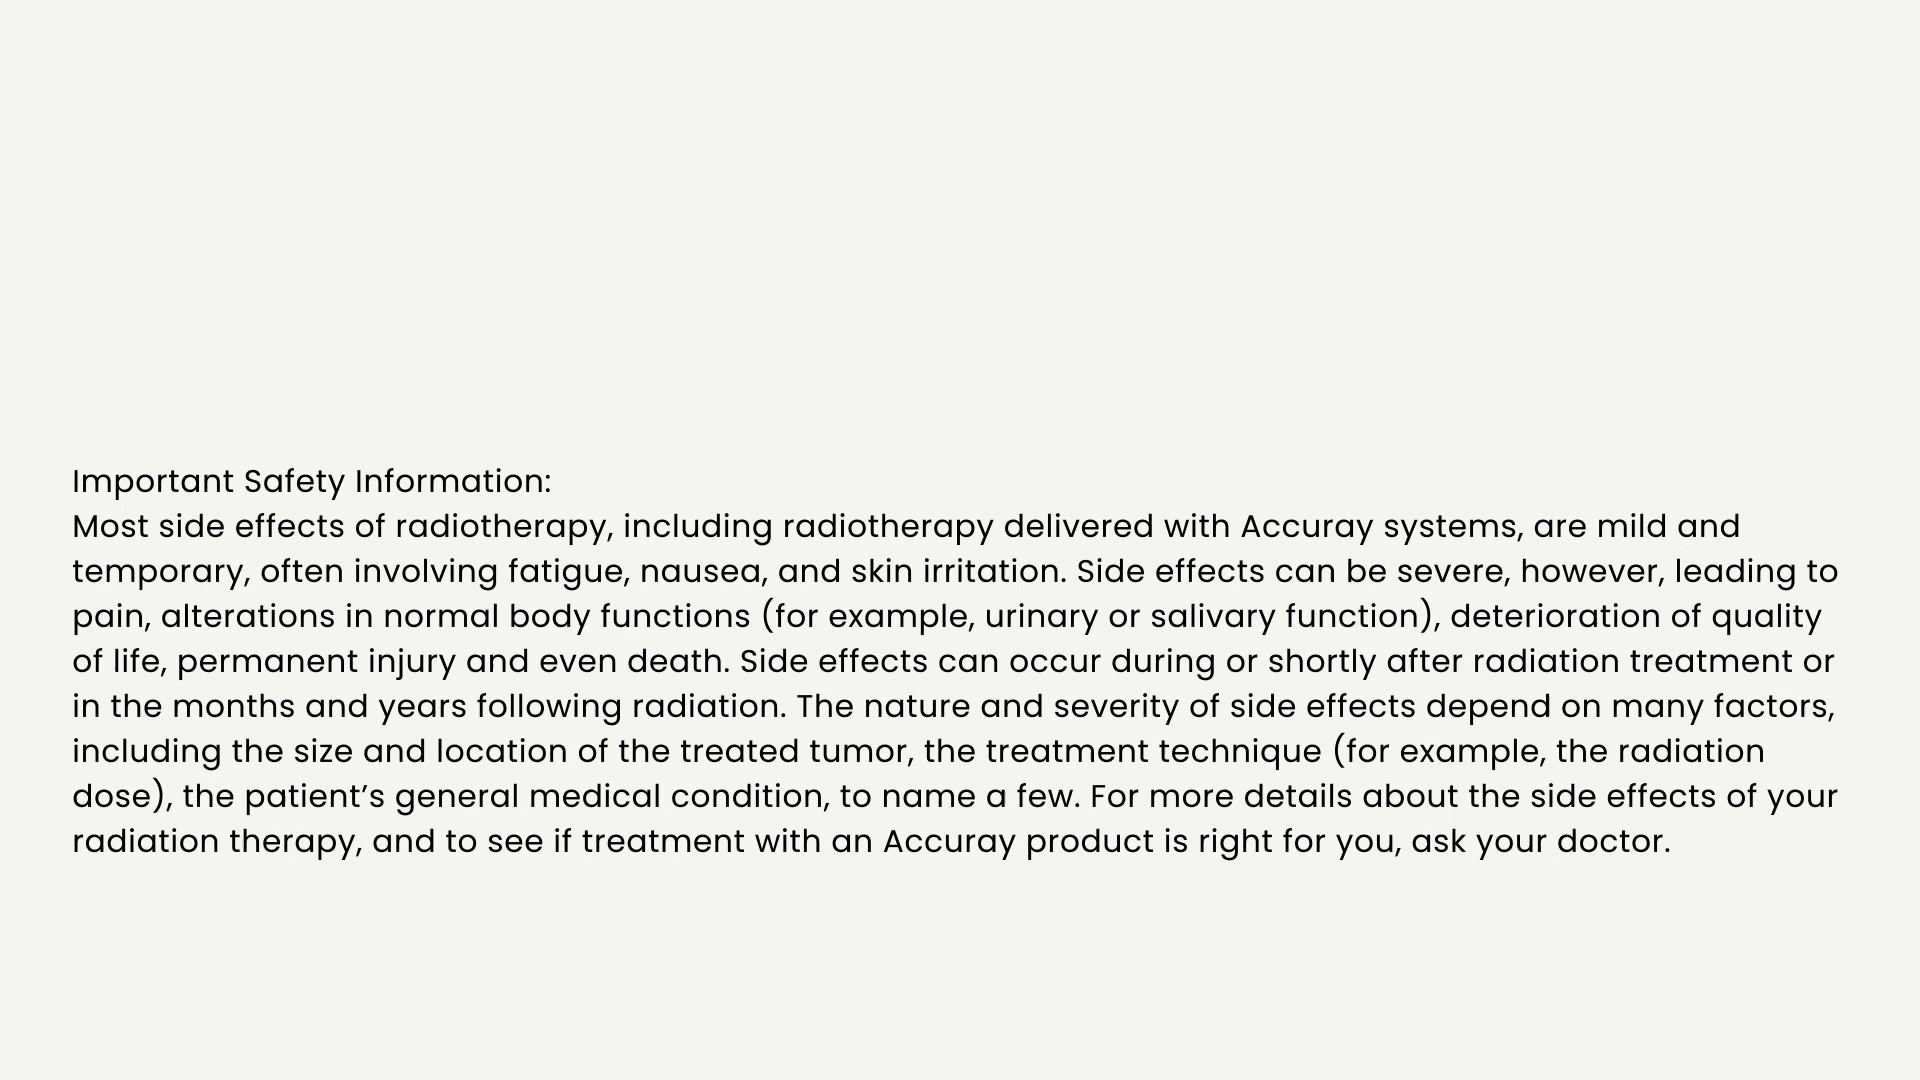 Important Safety Information:
Most side effects of radiotherapy, including radiotherapy delivered with Accuray systems, are mild and
temporary, often involving fatigue, nausea, and skin irritation. Side effects can be severe, however, leading to
pain, alterations in normal body functions (for example, urinary or salivary function), deterioration of quality
of life, permanent injury and even death. Side effects can occur during or shortly after radiation treatment or
in the months and years following radiation. The nature and severity of side effects depend on many factors,
including the size and location of the treated tumor, the treatment technique (for example, the radiation
dose), the patient’s general medical condition, to name a few. For more details about the side effects of your
radiation therapy, and to see if treatment with an Accuray product is right for you, ask your doctor.